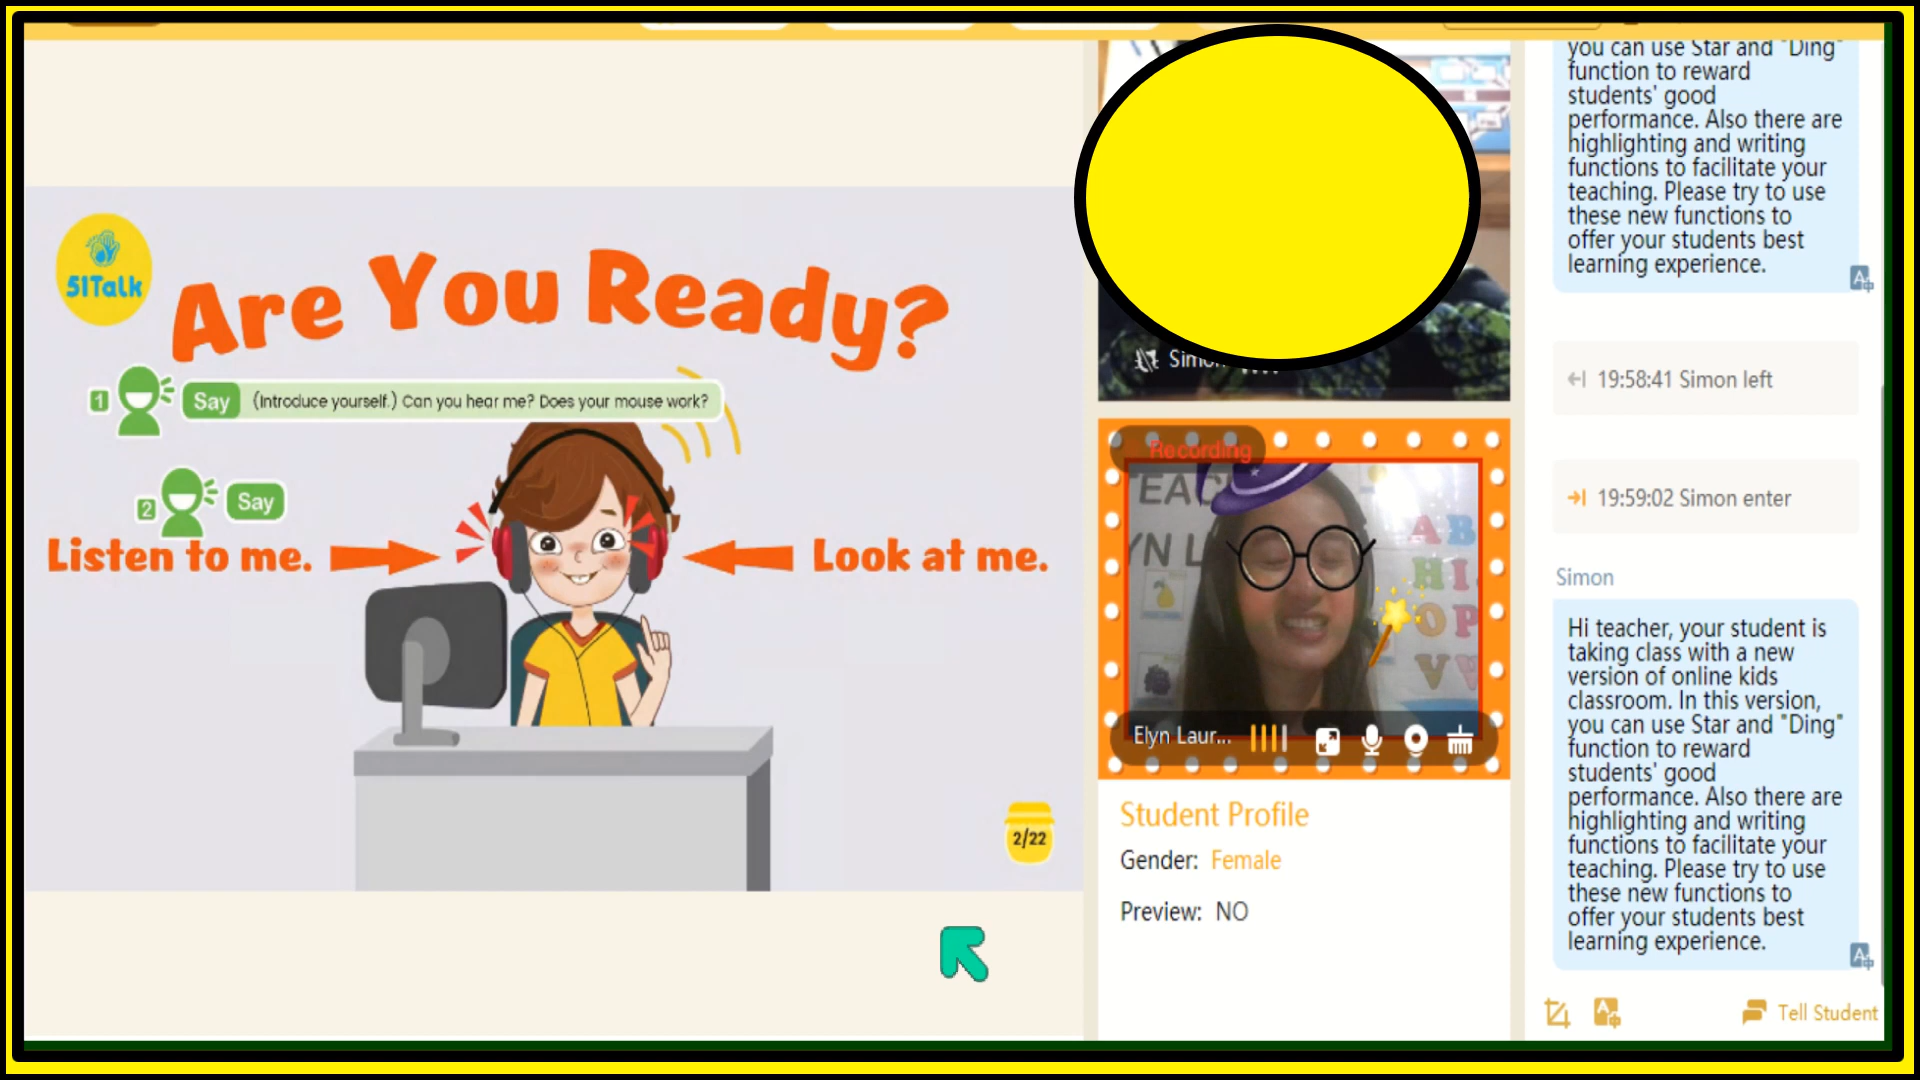 51Talk
Are You Ready?
1
Say
(Introduce yourself.) Can you hear me? Does your mouse work?
2
Say
Listen to me.
Look at me.
2/22
Recording
TEAC
YN L
A B
H I
O P
V V
Elyn Laur...
Student Profile
Gender: Female
Preview: NO
you can use Star and "Ding"
function to reward
students' good
performance. Also there are
highlighting and writing
functions to facilitate your
teaching. Please try to use
these new functions to
offer your students best
learning experience.
19:58:41 Simon left
19:59:02 Simon enter
Simon
Hi teacher, your student is
taking class with a new
version of online kids
classroom. In this version,
you can use Star and "Ding"
function to reward
students' good
performance. Also there are
highlighting and writing
functions to facilitate your
teaching. Please try to use
these new functions to
offer your students best
learning experience.
Tell Student